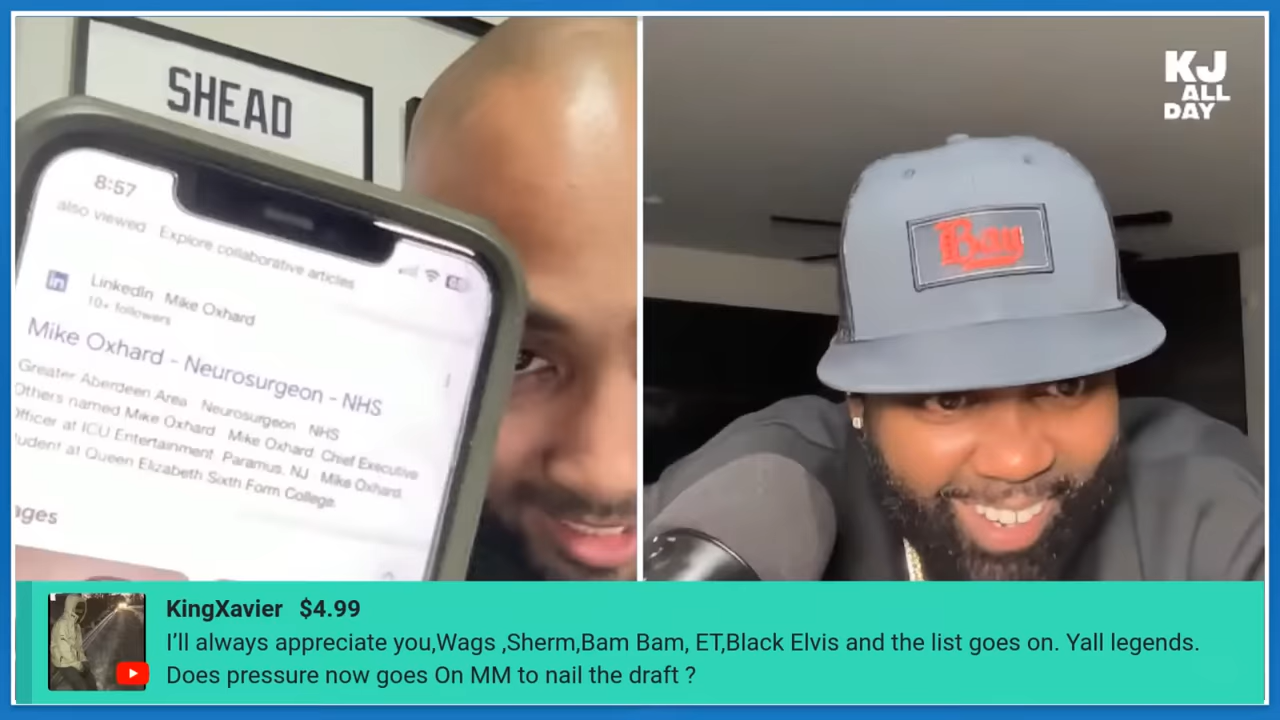 SHEAD
KJ
ALL
DAY
8:57
also viewed Explore collaborative articles
Bay
in
LinkedIn Mike Oxhard
10+ followers
Mike Oxhard - Neurosurgeon - NHS
Greater Aberdeen Area Neurosurgeon NHS
Others named Mike Oxhard Mike Oxhard. Chief Executive
Officer at ICU Entertainment Paramus, NJ · Mike Oxhard.
tudent at Queen Elizabeth Sixth Form College.
ages
KingXavier $4.99
I'll always appreciate you,Wags ,Sherm,Bam Bam, ET,Black Elvis and the list goes on. Yall legends.
Does pressure now goes On MM to nail the draft ?